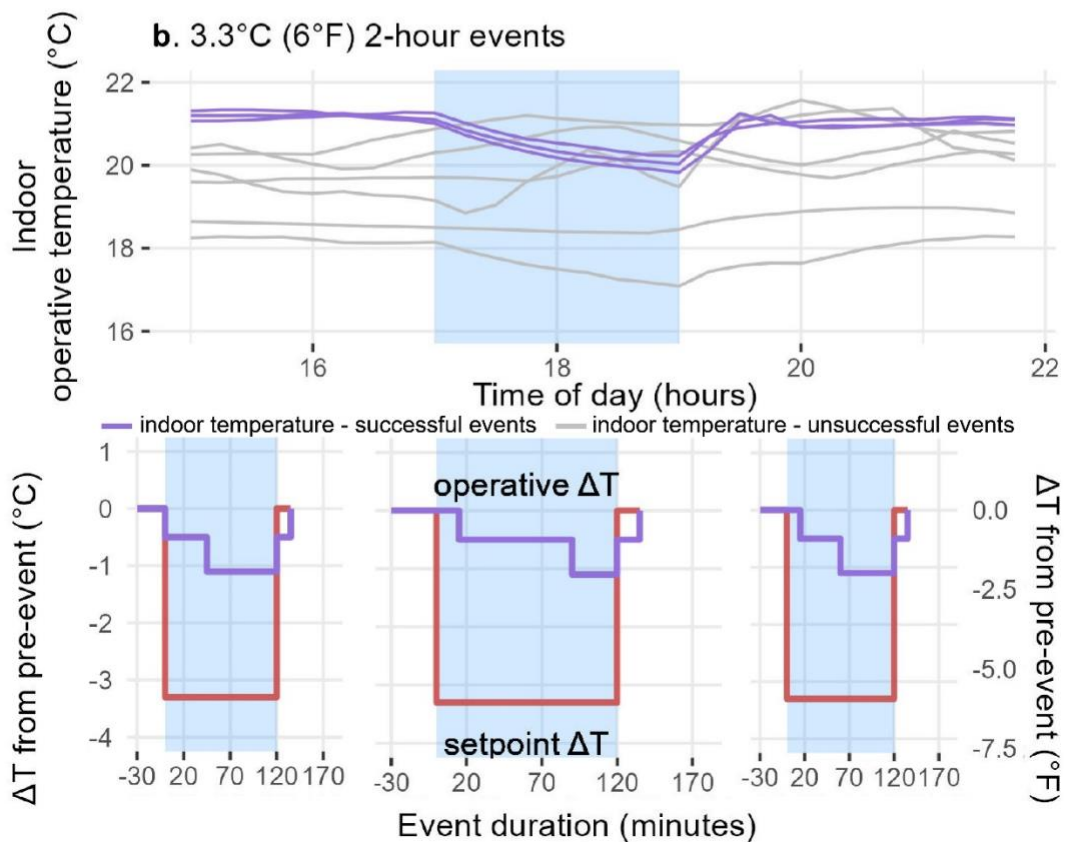 b. 3.3°C (6°F) 2-hour events
Indoor
operative temperature (°C)
22
20
18
16
16 18 20 22
Time of day (hours)
indoor temperature - successful events indoor temperature - unsuccessful events
ΔT from pre-event (°C)
1
0
-1
-2
-3
-4
operative ΔT
setpoint ΔT
0.0
-2.5
-5.0
-7.5
ΔT from pre-event (°F)
-30 20 70 120 170 -30 20 70 120 170 -30 20 70 120 170
Event duration (minutes)